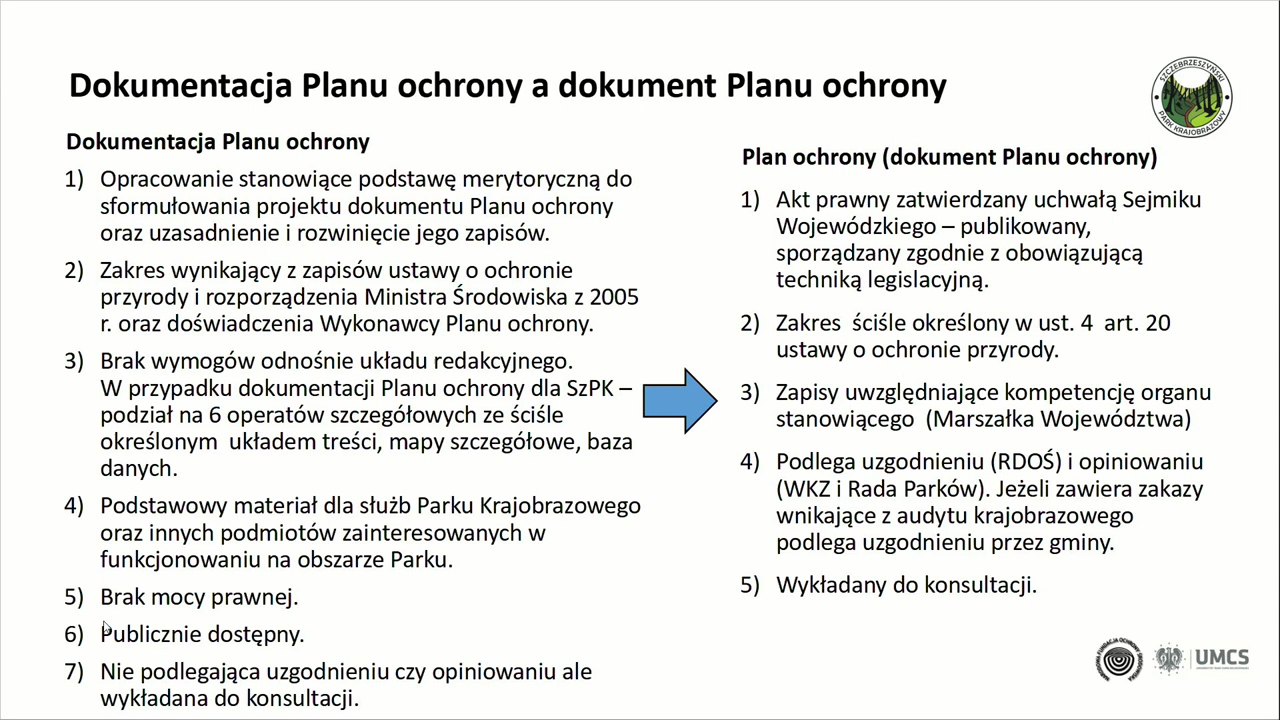 Dokumentacja Planu ochrony a dokument Planu ochrony
SZCZEBRZESZYŃSKI
PARK KRAJOBRAZOWY
Dokumentacja Planu ochrony
1) Opracowanie stanowiące podstawę merytoryczną do
sformułowania projektu dokumentu Planu ochrony
oraz uzasadnienie i rozwinięcie jego zapisów.
2) Zakres wynikający z zapisów ustawy o ochronie
przyrody i rozporządzenia Ministra Środowiska z 2005
r. oraz doświadczenia Wykonawcy Planu ochrony.
3) Brak wymogów odnośnie układu redakcyjnego.
W przypadku dokumentacji Planu ochrony dla SzPK –
podział na 6 operatów szczegółowych ze ściśle
określonym układem treści, mapy szczegółowe, baza
danych.
4) Podstawowy materiał dla służb Parku Krajobrazowego
oraz innych podmiotów zainteresowanych w
funkcjonowaniu na obszarze Parku.
5) Brak mocy prawnej.
6) Publicznie dostępny.
7) Nie podlegająca uzgodnieniu czy opiniowaniu ale
wykładana do konsultacji.
Plan ochrony (dokument Planu ochrony)
1) Akt prawny zatwierdzany uchwałą Sejmiku
Wojewódzkiego – publikowany,
sporządzany zgodnie z obowiązującą
techniką legislacyjną.
2) Zakres ściśle określony w ust. 4 art. 20
ustawy o ochronie przyrody.
3) Zapisy uwzględniające kompetencję organu
stanowiącego (Marszałka Województwa)
4) Podlega uzgodnieniu (RDOŚ) i opiniowaniu
(WKZ i Rada Parków). Jeżeli zawiera zakazy
wnikające z audytu krajobrazowego
podlega uzgodnieniu przez gminy.
5) Wykładany do konsultacji.
NARODOWA FUNDACJA OCHRONY ŚRODOWISKA
UMCS